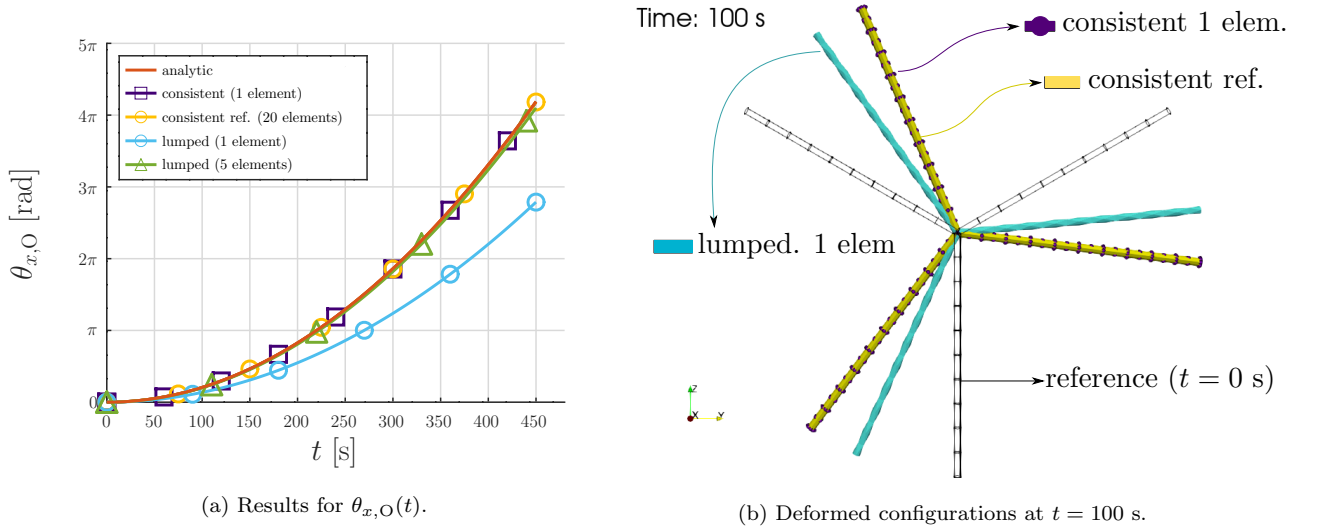 5π
4π
3π
2π
π
0
θx,O [rad]
analytic
consistent (1 element)
consistent ref. (20 elements)
lumped (1 element)
lumped (5 elements)
0 50 100 150 200 250 300 350 400 450
t [s]
(a) Results for θx,O(t).
Time: 100 s
consistent 1 elem.
consistent ref.
lumped. 1 elem
reference (t = 0 s)
Z
X Y
(b) Deformed configurations at t = 100 s.